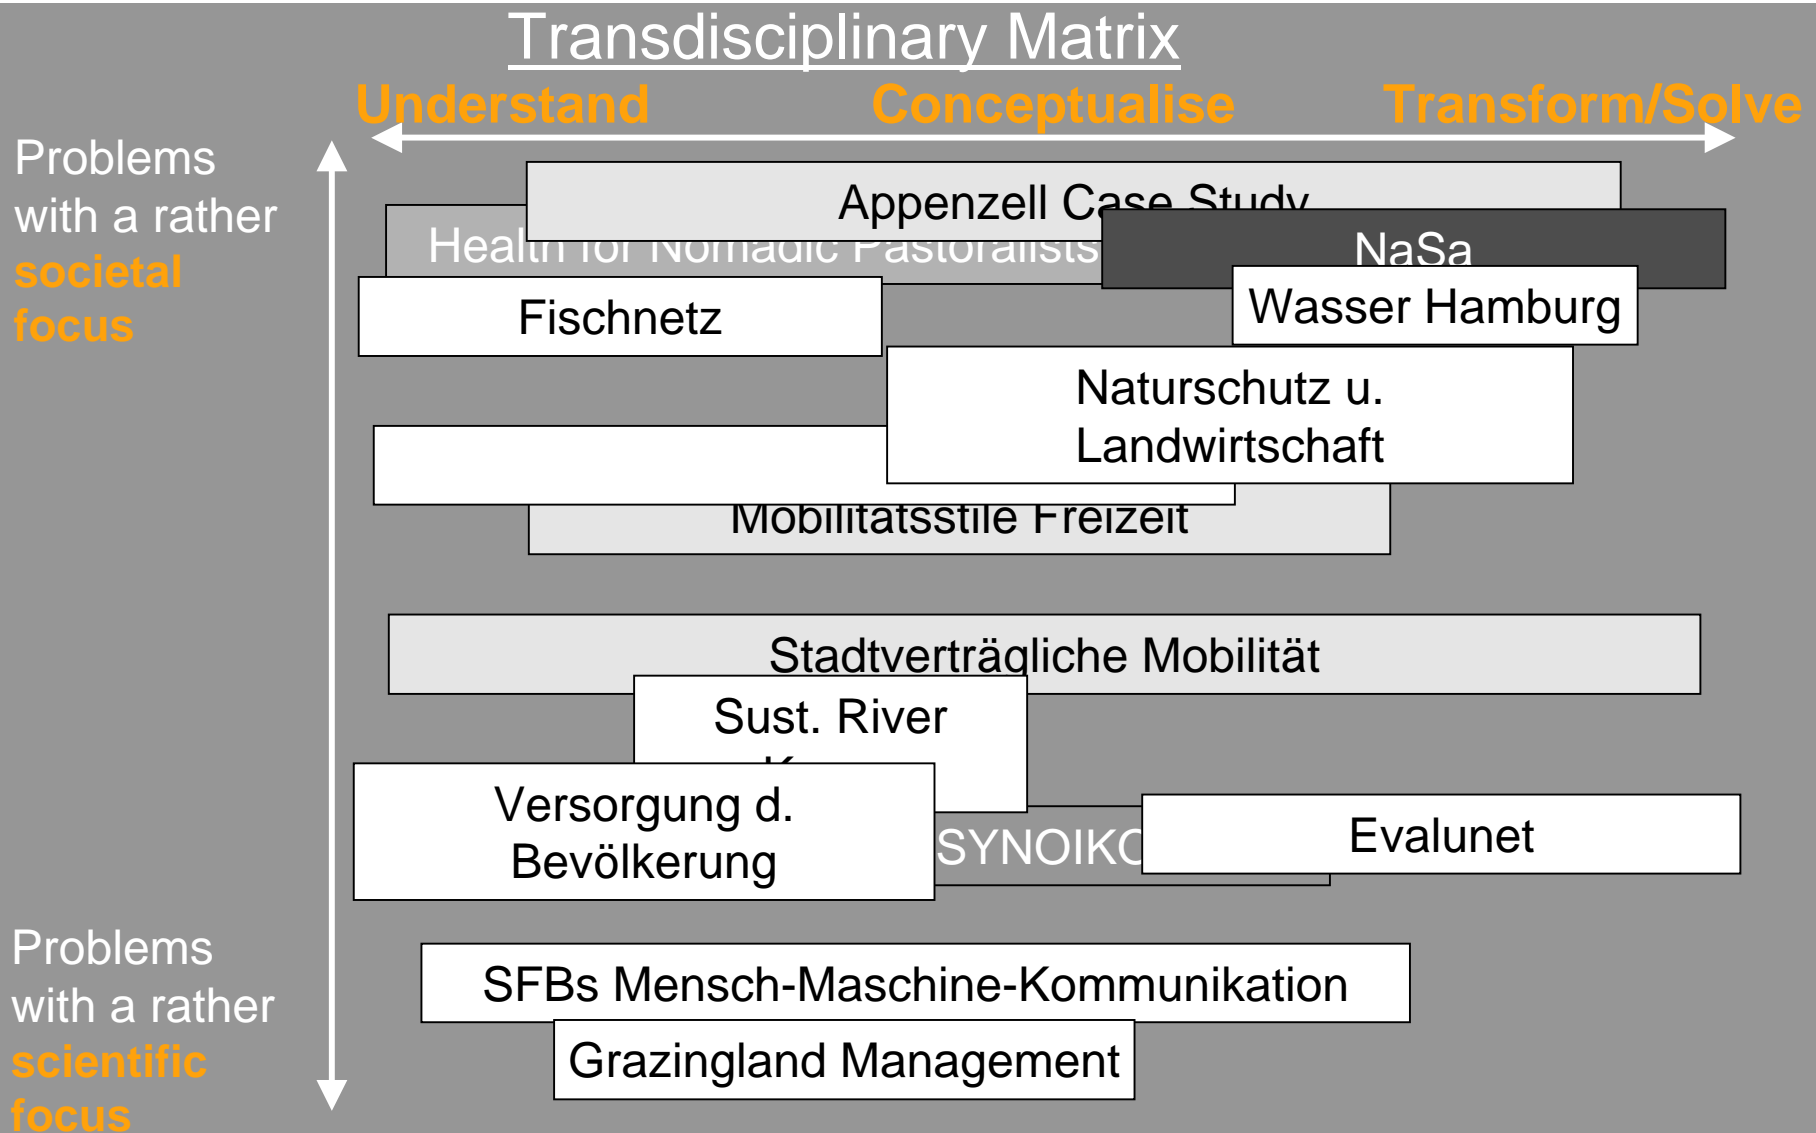 Transdisciplinary Matrix
Understand Conceptualise Transform/Solve
Problems
with a rather
societal
focus
Appenzell Case Study
Health for Nomadic Pastoralists
NaSa
Wasser Hamburg
Fischnetz
Naturschutz u.
Landwirtschaft
Mobilitätsstile Freizeit
Stadtverträgliche Mobilität
Sust. River
Versorgung d.
Bevölkerung
Evalunet
Problems
with a rather
scientific
focus
SFBs Mensch-Maschine-Kommunikation
Grazingland Management